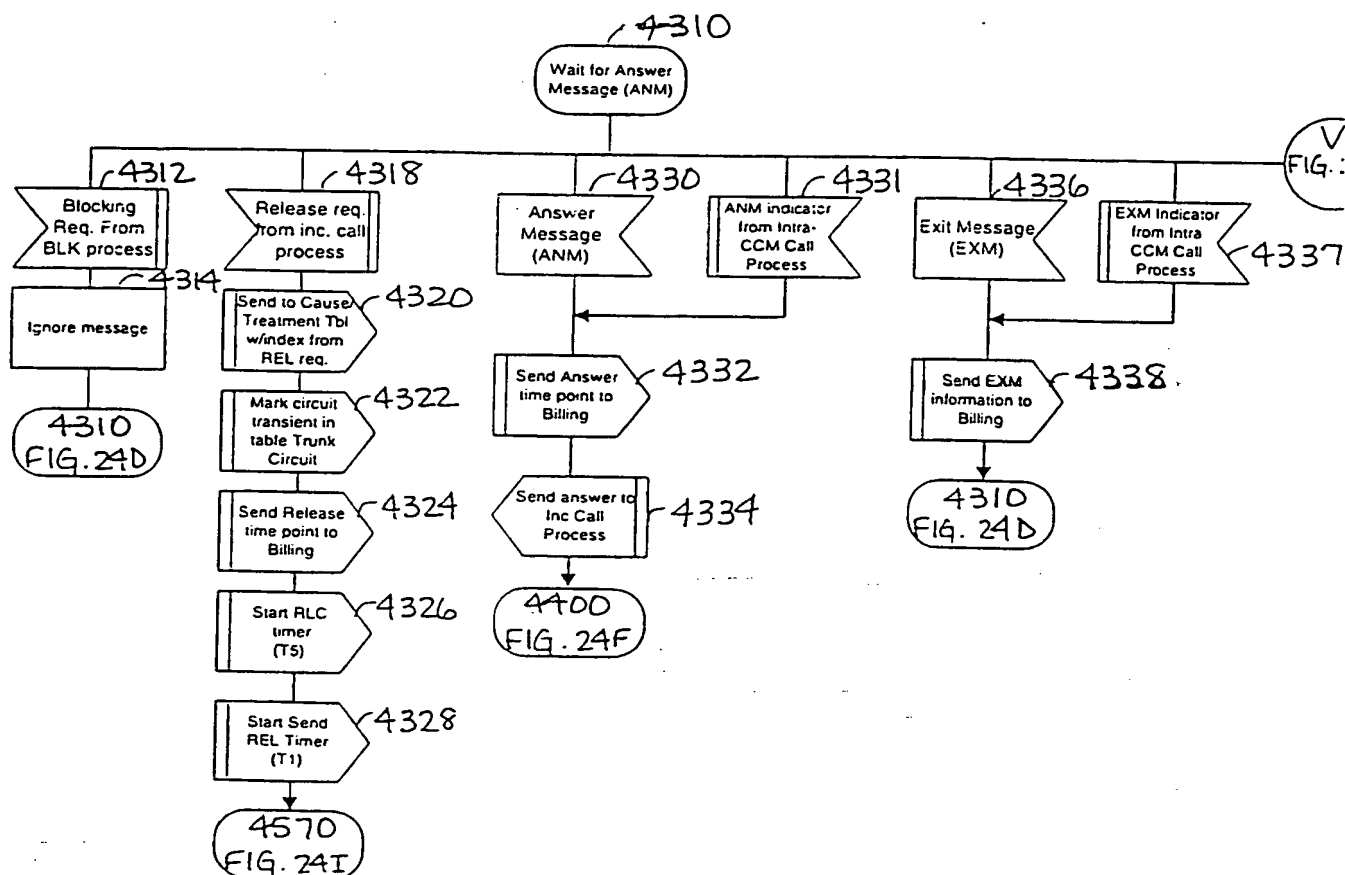 4310
Wait for Answer
Message (ANM)
V
FIG.
4312
Blocking
Req. From
BLK process
4314
Ignore message
4310
FIG. 24D
4318
Release req.
from inc. call
process
Send to Cause/
Treatment Tbl
w/index from
REL req.
4320
Mark circuit
transient in
table Trunk
Circuit
4322
Send Release
time point to
Billing
4324
Start RLC
timer
(T5)
4326
Start Send
REL Timer
(T1)
4328
4570
FIG. 24I
4330
Answer
Message
(ANM)
4331
ANM indicator
from Intra-
CCM Call
Process
Send Answer
time point to
Billing
4332
Send answer to
Inc Call
Process
4334
4400
FIG. 24F
4336
Exit Message
(EXM)
EXM Indicator
from Intra
CCM Call
Process
4337
Send EXM
information to
Billing
4338
4310
FIG. 24D